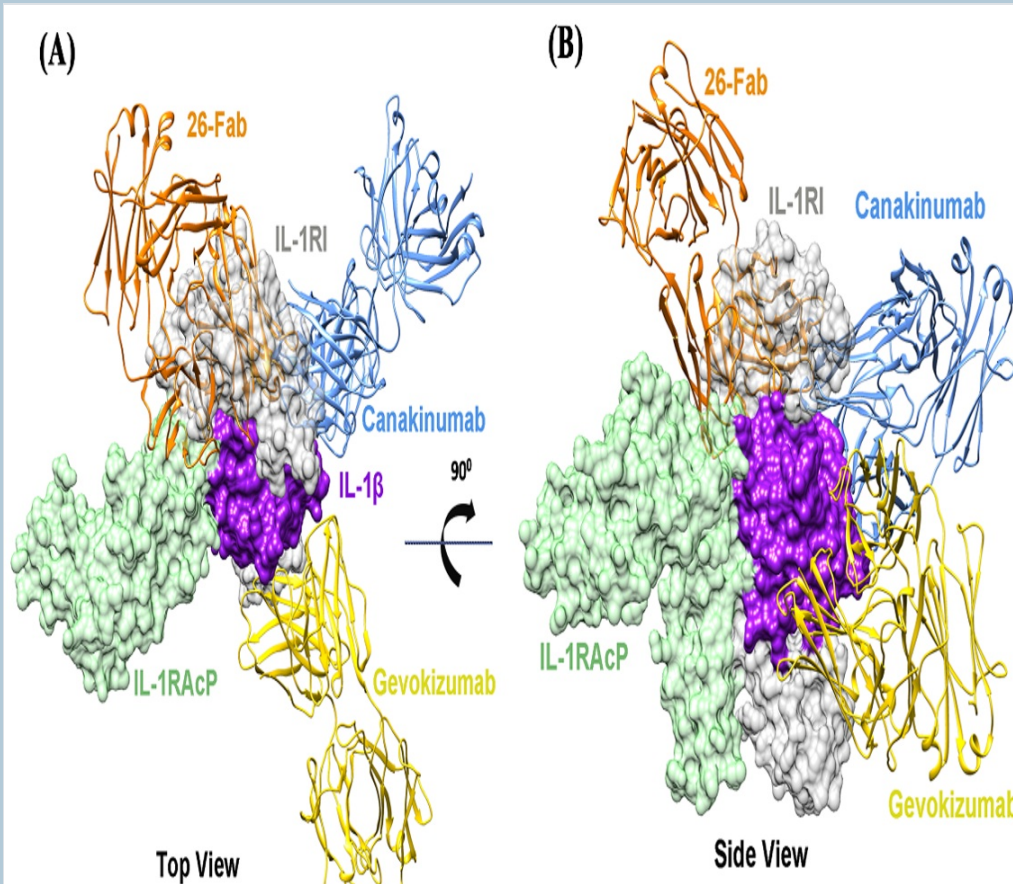 (A)
26-Fab
IL-1RI
Canakinumab
IL-1β
IL-1RAcP
Gevokizumab
Top View
90⁰
(B)
26-Fab
IL-1RI
Canakinumab
IL-1RAcP
Gevokizumab
Side View